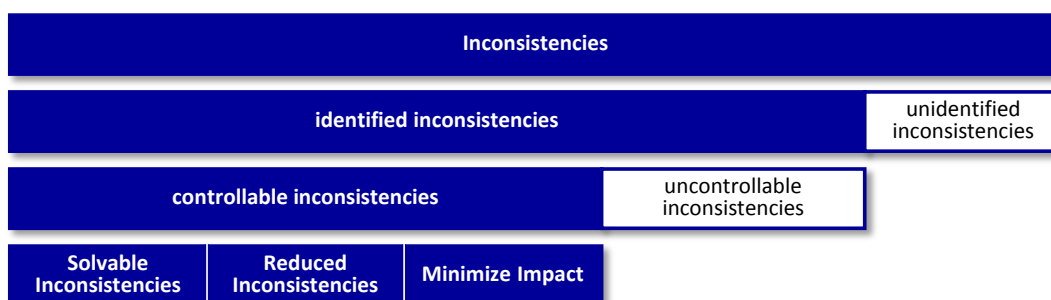 Inconsistencies
identified inconsistencies
unidentified
inconsistencies
controllable inconsistencies
uncontrollable
inconsistencies
Solvable
Inconsistencies
Reduced
Inconsistencies
Minimize Impact